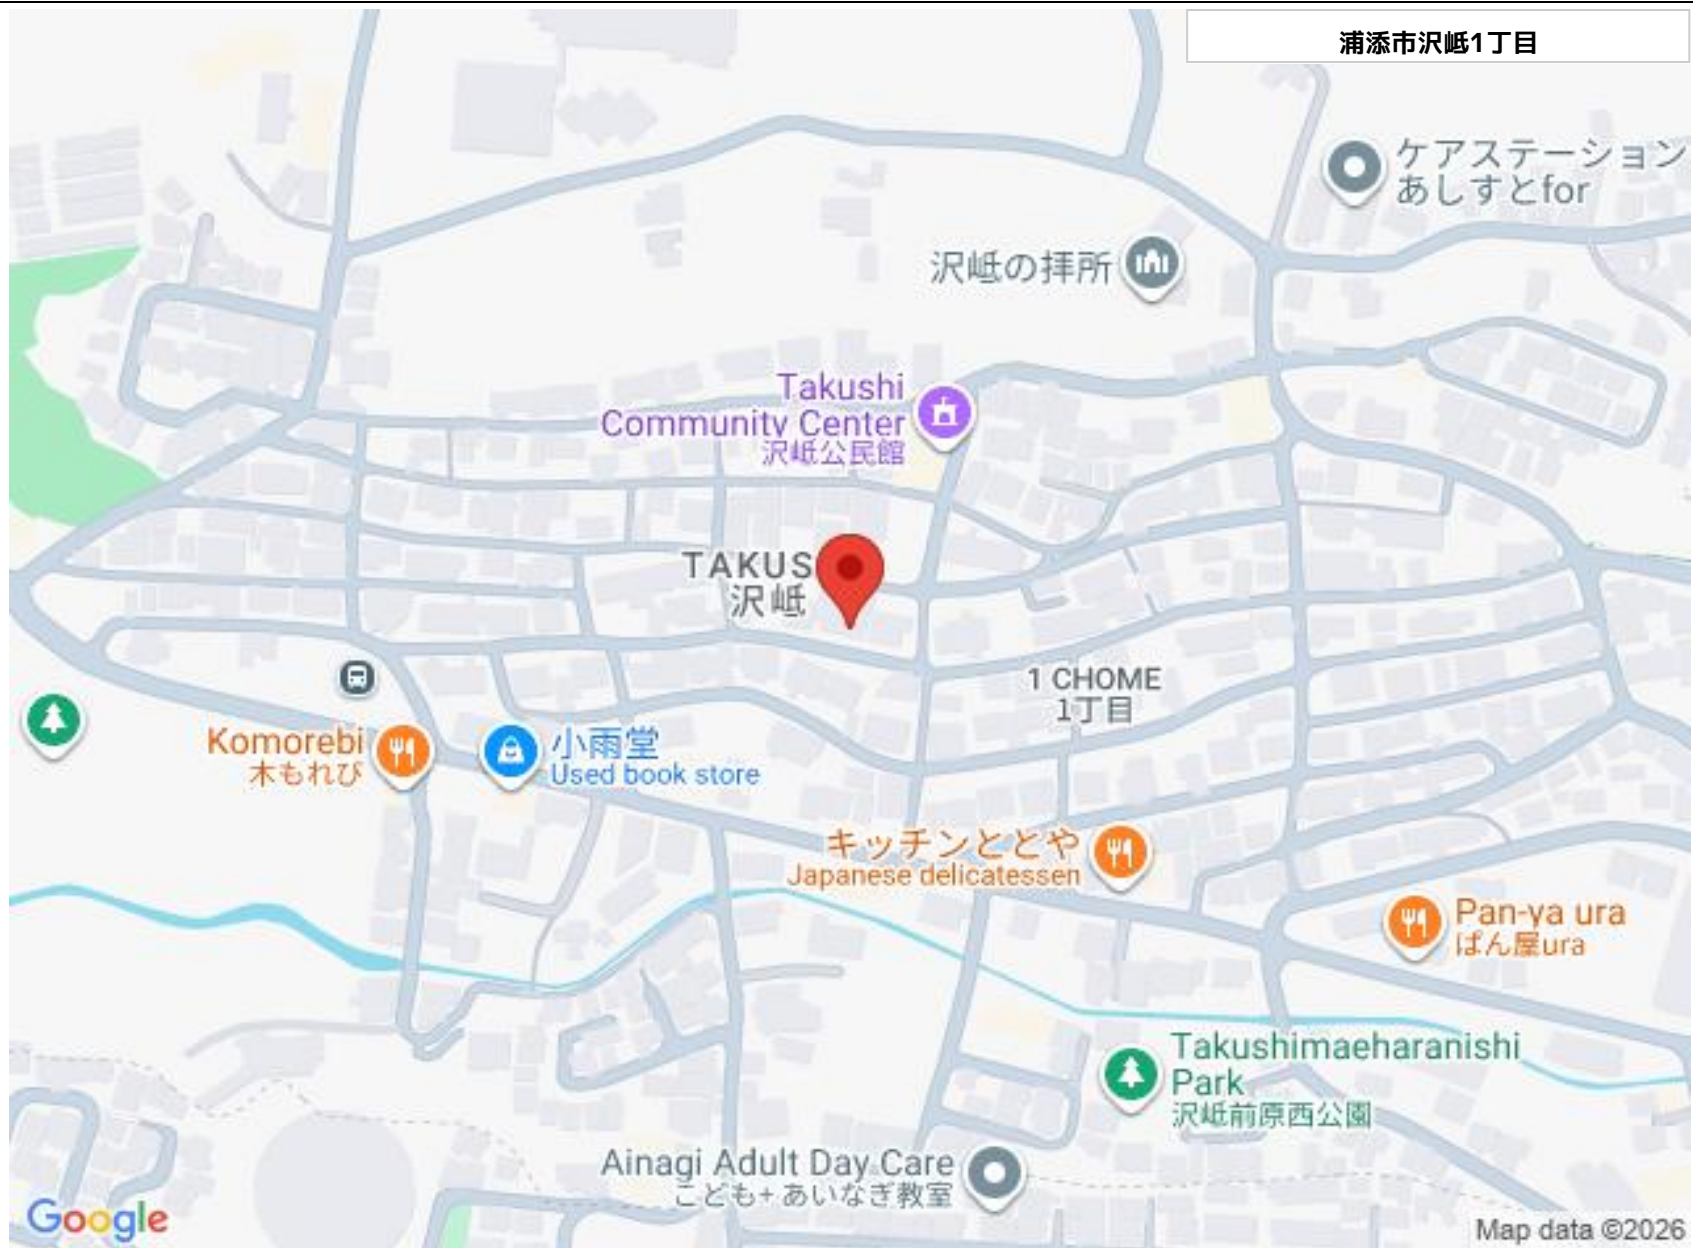 浦添市沢岻1丁目
ケアステーション
あしすとfor
沢岻の拝所
Takushi
Community Center
沢岻公民館
TAKUS
沢岻
1 CHOME
1丁目
Komorebi
木もれび
小雨堂
Used book store
キッチンととや
Japanese delicatessen
Pan-ya ura
ぱん屋ura
Takushimaeharanishi
Park
沢岻前原西公園
Ainagi Adult Day Care
こども+ あいなぎ教室
Google
Map data ©2026